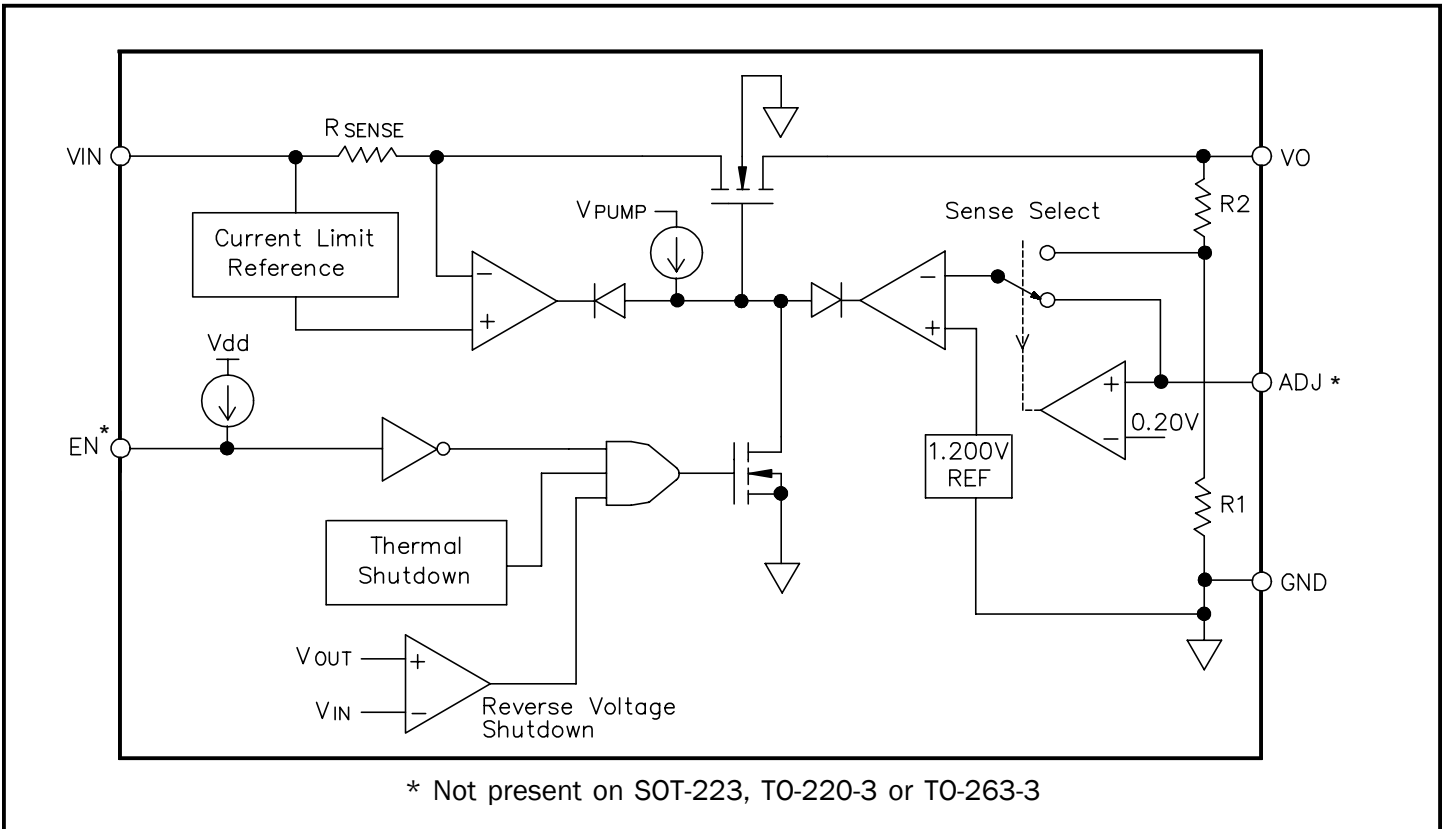 R SENSE
VIN
VO
R2
VPUMP
Sense Select
Current Limit
Reference
−
+
−
+
Vdd
EN*
+
−
0.20V
ADJ *
1.200V
REF
R1
Thermal
Shutdown
GND
VOUT
+
VIN
−
Reverse Voltage
Shutdown
* Not present on SOT-223, TO-220-3 or TO-263-3